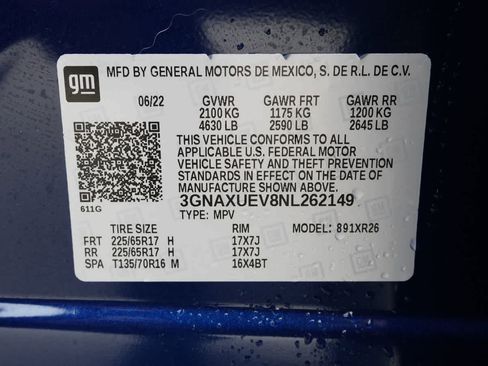 gm
MFD BY GENERAL MOTORS DE MEXICO, S. DE R.L. DE C.V.
06/22 GVWR GAWR FRT GAWR RR
2100 KG 1175 KG 1200 KG
4630 LB 2590 LB 2645 LB
THIS VEHICLE CONFORMS TO ALL
APPLICABLE U.S. FEDERAL MOTOR
VEHICLE SAFETY AND THEFT PREVENTION
STANDARDS IN EFFECT ON THE DATE
OF MANUFACTURE SHOWN ABOVE.
3GNAXUEV8NL262149
611G
TYPE: MPV
TIRE SIZE RIM MODEL: 891XR26
FRT 225/65R17 H 17X7J
RR 225/65R17 H 17X7J
SPA T135/70R16 M 16X4BT